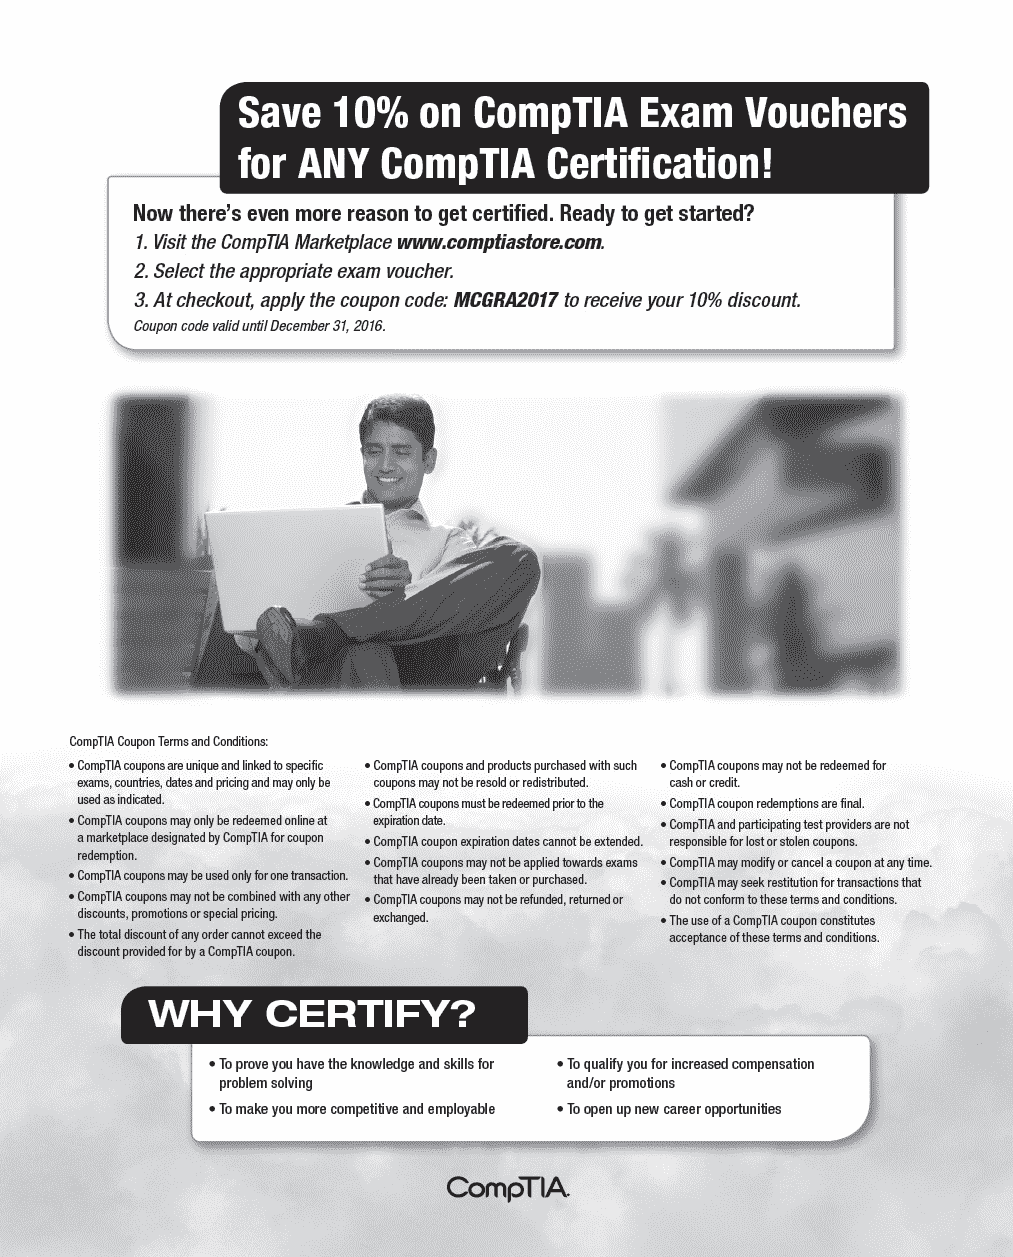 Save 10% on CompTIA Exam Vouchers
for ANY CompTIA Certification!
Now there's even more reason to get certified. Ready to get started?
1. Visit the CompTIA Marketplace www.comptiastore.com.
2. Select the appropriate exam voucher.
3. At checkout, apply the coupon code: MCGRA2017 to receive your 10% discount.
Coupon code valid until December 31, 2016.
CompTIA Coupon Terms and Conditions:
• CompTIA coupons are unique and linked to specific
exams, countries, dates and pricing and may only be
used as indicated.
• CompTIA coupons may only be redeemed online at
a marketplace designated by CompTIA for coupon
redemption.
• CompTIA coupons may be used only for one transaction.
• CompTIA coupons may not be combined with any other
discounts, promotions or special pricing.
• The total discount of any order cannot exceed the
discount provided for by a CompTIA coupon.
• CompTIA coupons and products purchased with such
coupons may not be resold or redistributed.
• CompTIA coupons must be redeemed prior to the
expiration date.
• CompTIA coupon expiration dates cannot be extended.
• CompTIA coupons may not be applied towards exams
that have already been taken or purchased.
• CompTIA coupons may not be refunded, returned or
exchanged.
• CompTIA coupons may not be redeemed for
cash or credit.
• CompTIA coupon redemptions are final.
• CompTIA and participating test providers are not
responsible for lost or stolen coupons.
• CompTIA may modify or cancel a coupon at any time.
• CompTIA may seek restitution for transactions that
do not conform to these terms and conditions.
• The use of a CompTIA coupon constitutes
acceptance of these terms and conditions.
WHY CERTIFY?
• To prove you have the knowledge and skills for
problem solving
• To make you more competitive and employable
• To qualify you for increased compensation
and/or promotions
• To open up new career opportunities
CompTIA.